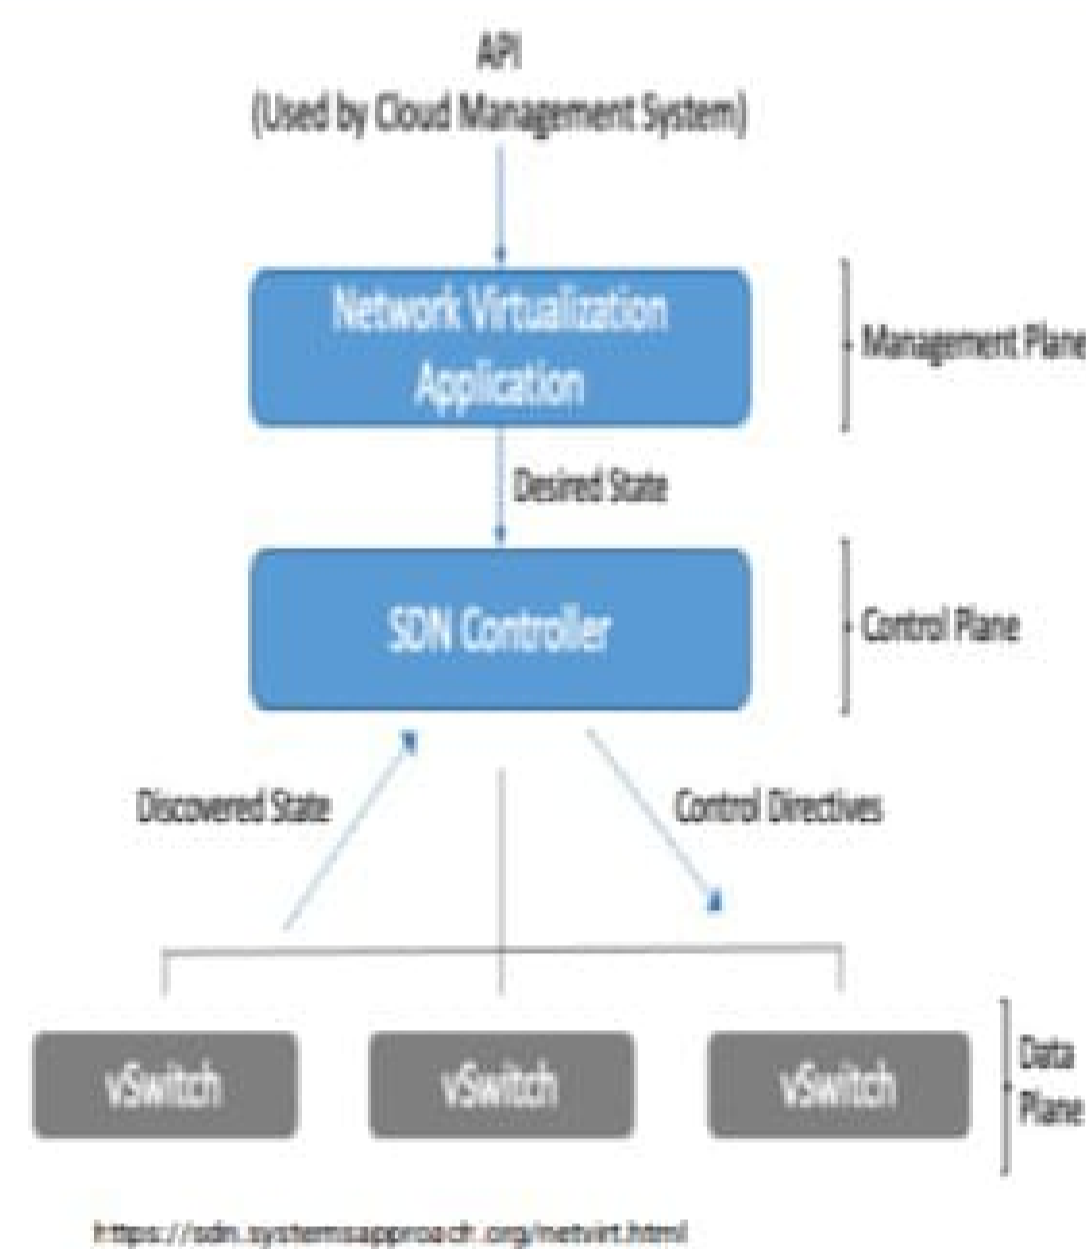 API
(Used by Cloud Management System)
Network Virtualization
Application
Management Plane
Desired State
SDN Controller
Control Plane
Discovered State
Control Directives
vSwitch
vSwitch
vSwitch
Data
Plane
https://sdn.systemsapproach.org/netvirt.html